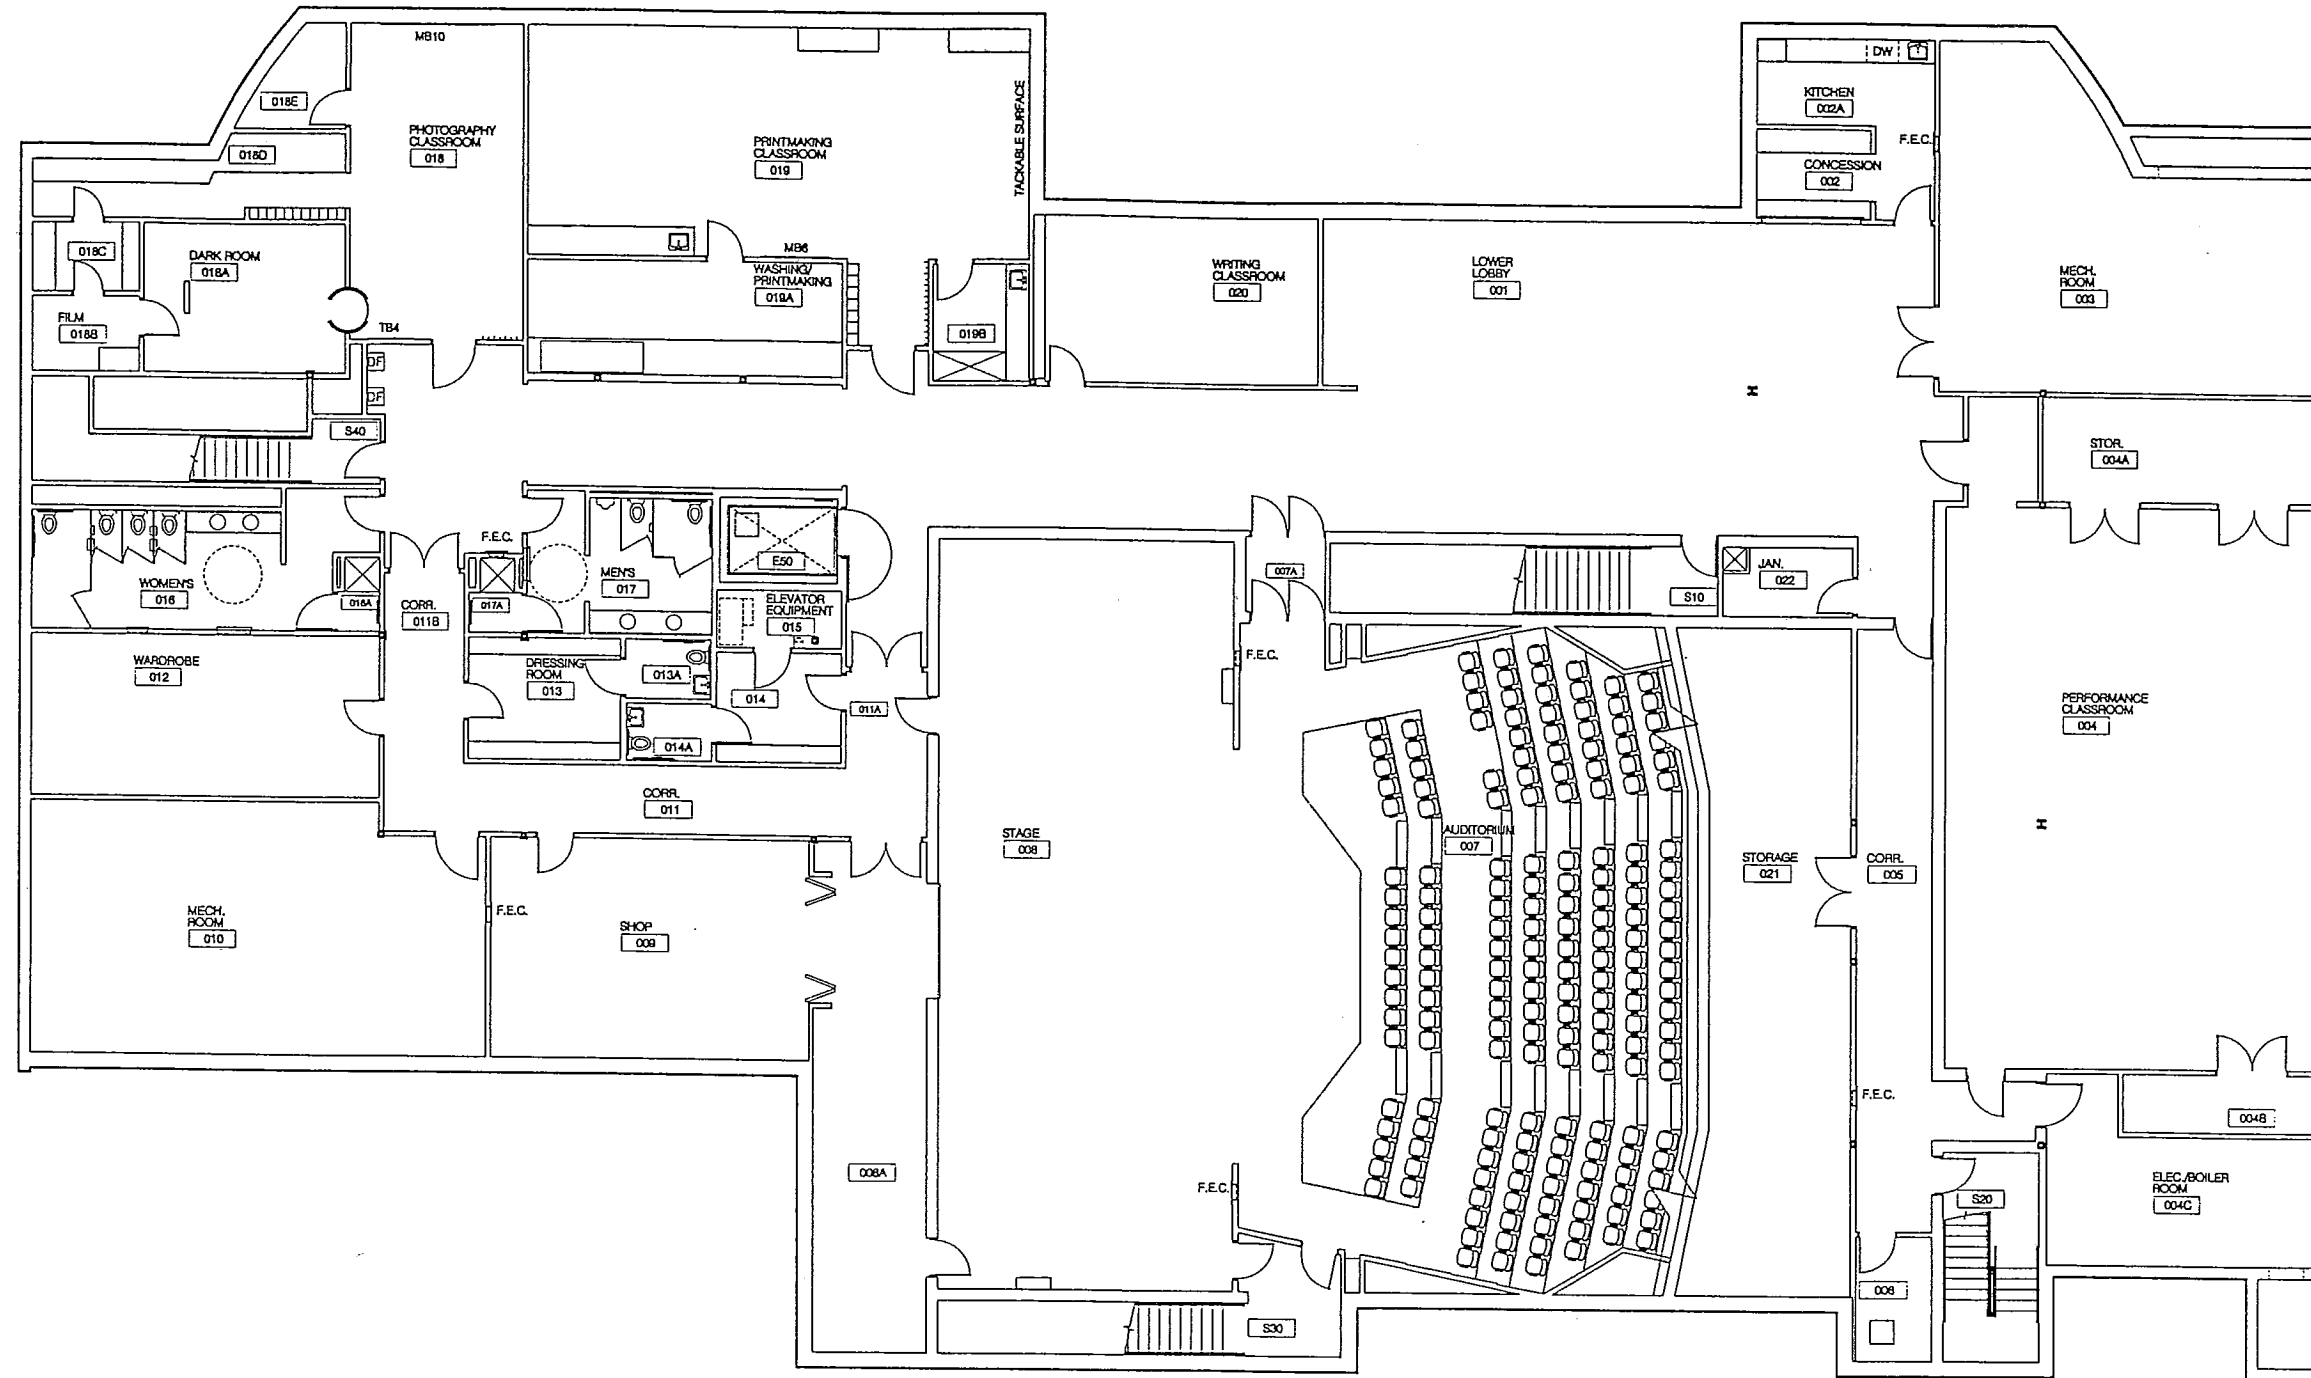 MB10
DW
018E
KITCHEN
002A
PHOTOGRAPHY
CLASSROOM
018
PRINTMAKING
CLASSROOM
019
TACKABLE SURFACE
F.E.C.
018D
CONCESSION
002
018C
DARK ROOM
018A
MB6
WASHING/
PRINTMAKING
019A
WRITING
CLASSROOM
020
LOWER
LOBBY
001
MECH.
ROOM
003
FILM
018B
TB4
019B
DF
DF
S40
STOR.
004A
F.E.C.
E50
WOMEN'S
016
016A
CORR.
011B
017A
MEN'S
017
ELEVATOR
EQUIPMENT
015
007A
JAN.
022
S10
WARDROBE
012
DRESSING
ROOM
013
013A
014
011A
F.E.C.
014A
PERFORMANCE
CLASSROOM
004
CORR.
011
STAGE
008
AUDITORIUM
007
STORAGE
021
CORR.
005
MECH.
ROOM
010
F.E.C.
SHOP
009
F.E.C.
004B
008A
F.E.C.
S20
ELEC./BOILER
ROOM
004C
006
S30